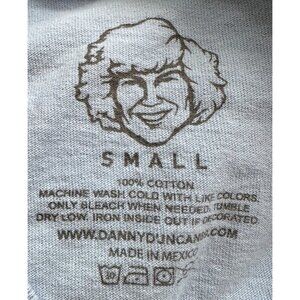 SMALL
100% COTTON
MACHINE WASH COLD WITH LIKE COLORS.
ONLY BLEACH WHEN NEEDED. TUMBLE
DRY LOW. IRON INSIDE OUT IF DECORATED
WWW.DANNYDUNCAN69.COM
MADE IN MEXICO
30